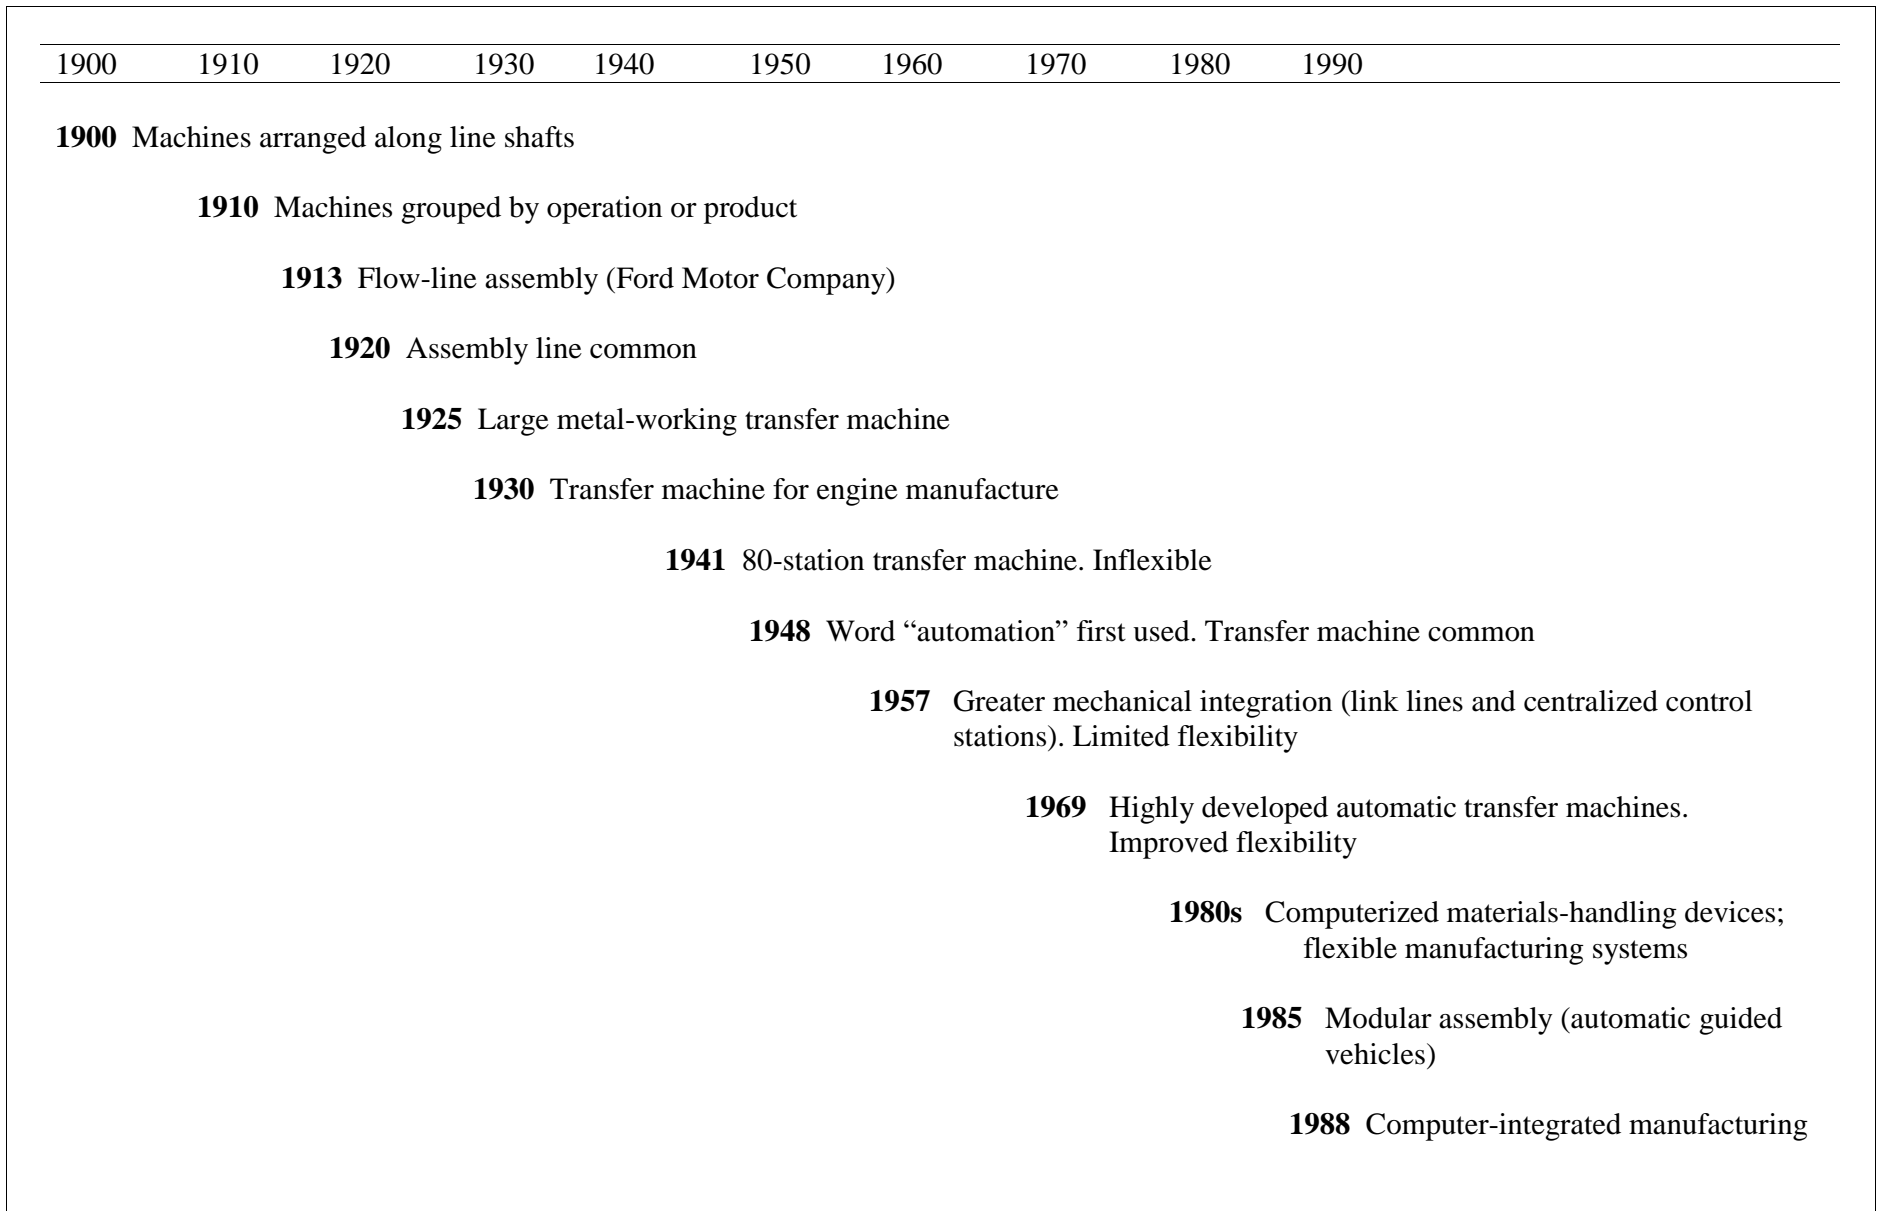 1900 1910 1920 1930 1940 1950 1960 1970 1980 1990
1900 Machines arranged along line shafts
1910 Machines grouped by operation or product
1913 Flow-line assembly (Ford Motor Company)
1920 Assembly line common
1925 Large metal-working transfer machine
1930 Transfer machine for engine manufacture
1941 80-station transfer machine. Inflexible
1948 Word “automation” first used. Transfer machine common
1957 Greater mechanical integration (link lines and centralized control
stations). Limited flexibility
1969 Highly developed automatic transfer machines.
Improved flexibility
1980s Computerized materials-handling devices;
flexible manufacturing systems
1985 Modular assembly (automatic guided
vehicles)
1988 Computer-integrated manufacturing